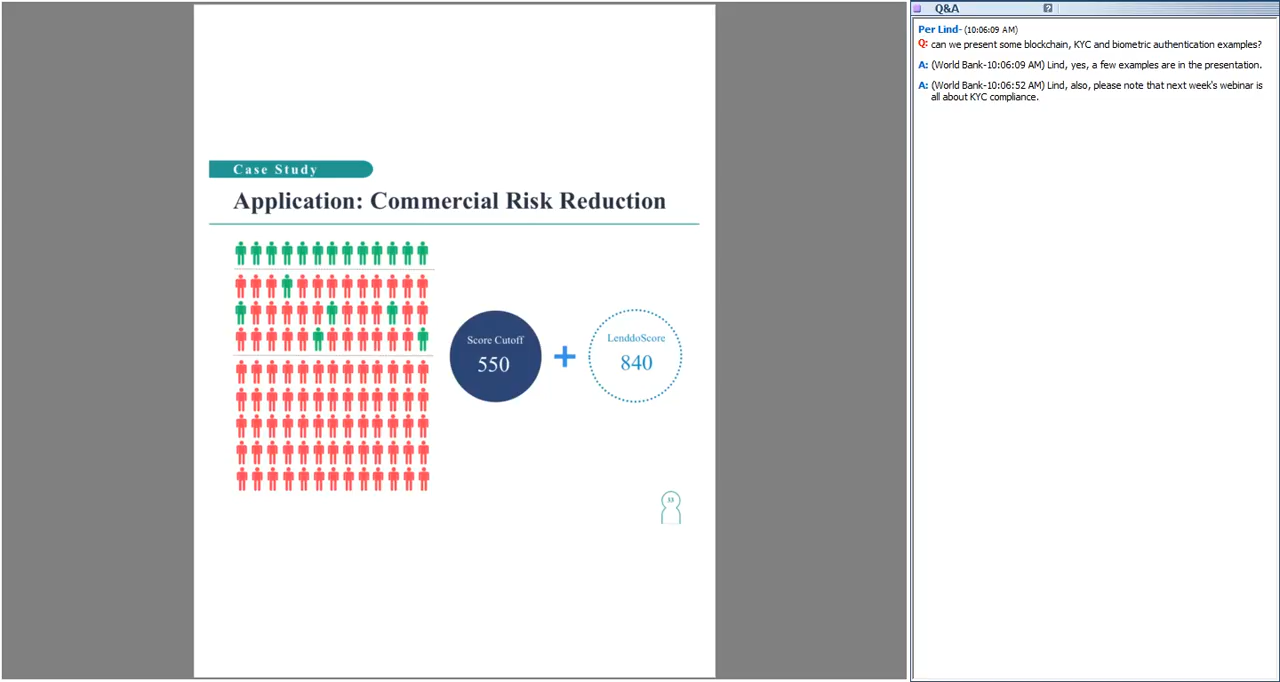 Case Study
Application: Commercial Risk Reduction
Score Cutoff
550
LenddoScore
840
33
Q&A
Per Lind- (10:06:09 AM)
Q: can we present some blockchain, KYC and biometric authentication examples?
A: (World Bank-10:06:09 AM) Lind, yes, a few examples are in the presentation.
A: (World Bank-10:06:52 AM) Lind, also, please note that next week's webinar is
all about KYC compliance.